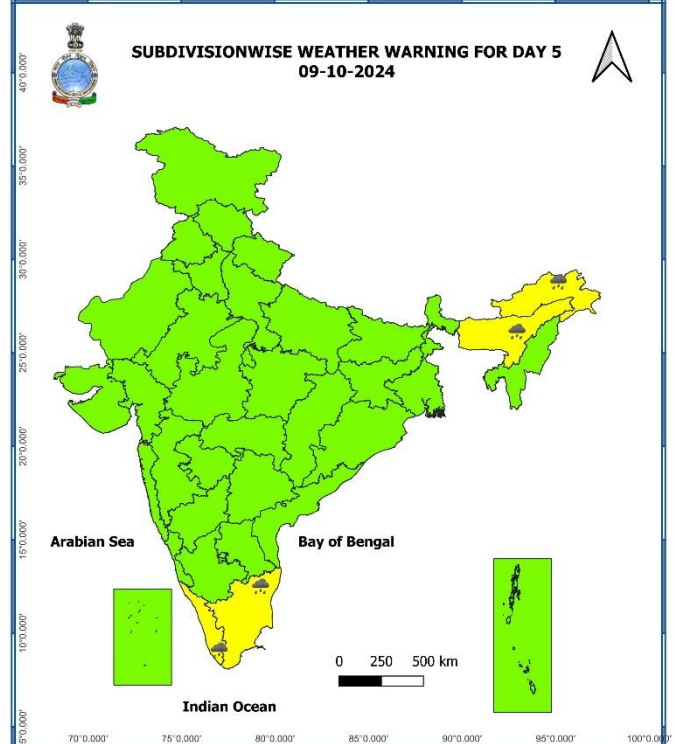 SUBDIVISIONWISE WEATHER WARNING FOR DAY 5
09-10-2024
40°0.000'
35°0.000'
30°0.000'
25°0.000'
20°0.000'
15°0.000'
10°0.000'
5°0.000'
Arabian Sea
Bay of Bengal
0 250 500 km
Indian Ocean
70°0.000' 75°0.000' 80°0.000' 85°0.000' 90°0.000' 95°0.000' 100°0.000'